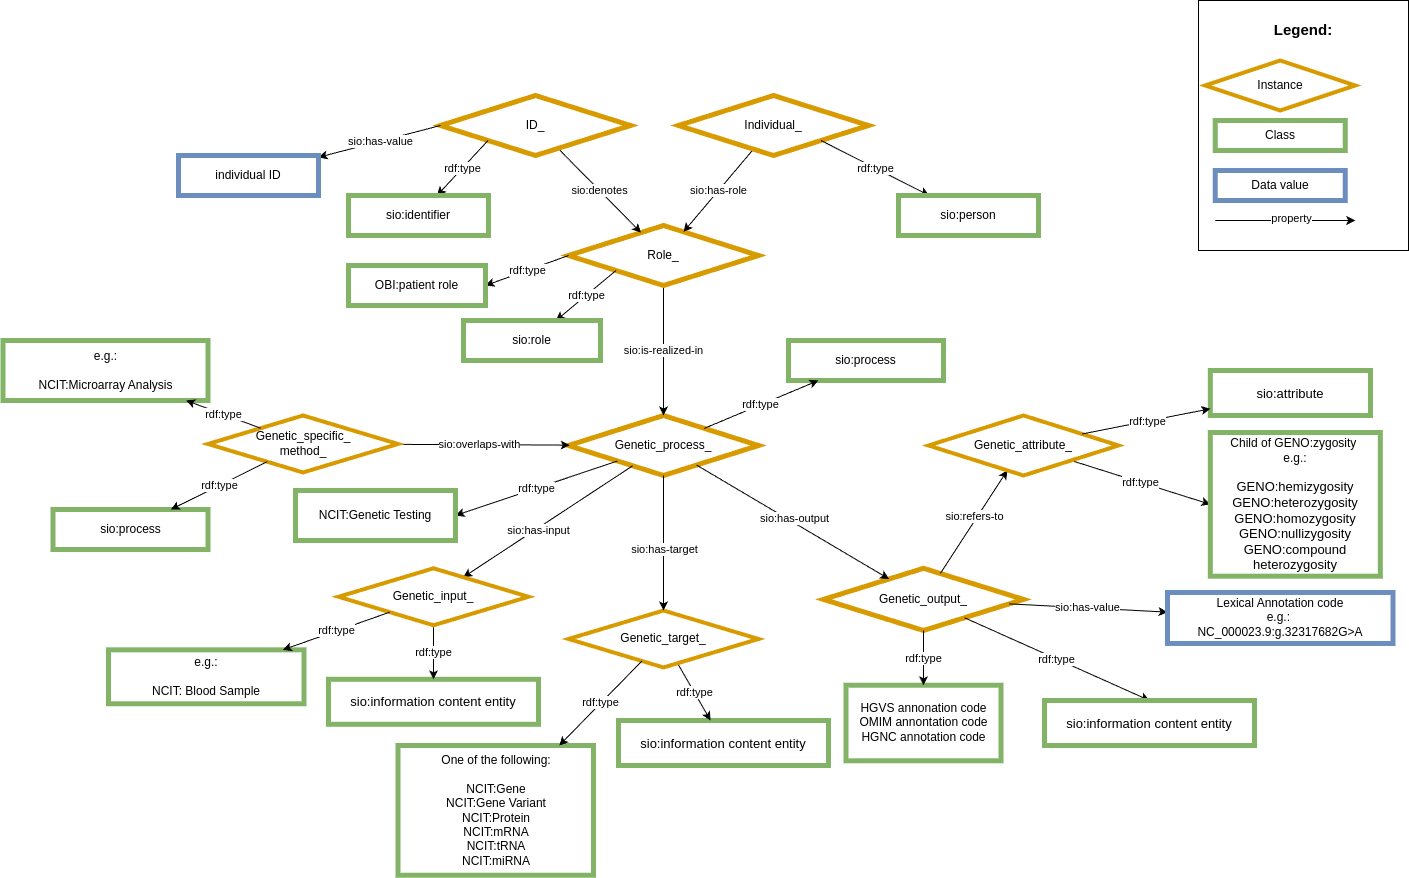 Legend:
Instance
Class
Data value
property
ID_
Individual_
sio:has-value
rdf:type
sio:denotes
sio:has-role
rdf:type
individual ID
sio:identifier
sio:person
Role_
rdf:type
OBI:patient role
rdf:type
sio:role
sio:is-realized-in
sio:process
rdf:type
e.g.:
NCIT:Microarray Analysis
rdf:type
Genetic_specific_
method_
sio:overlaps-with
Genetic_process_
rdf:type
sio:process
rdf:type
NCIT:Genetic Testing
sio:has-input
sio:has-target
sio:has-output
Genetic_attribute_
rdf:type
sio:attribute
rdf:type
Child of GENO:zygosity
e.g.:
GENO:hemizygosity
GENO:heterozygosity
GENO:homozygosity
GENO:nullizygosity
GENO:compound
heterozygosity
sio:refers-to
Genetic_input_
rdf:type
rdf:type
e.g.:
NCIT: Blood Sample
sio:information content entity
Genetic_target_
rdf:type
rdf:type
One of the following:
NCIT:Gene
NCIT:Gene Variant
NCIT:Protein
NCIT:mRNA
NCIT:tRNA
NCIT:miRNA
sio:information content entity
Genetic_output_
sio:has-value
Lexical Annotation code
e.g.:
NC_000023.9:g.32317682G>A
rdf:type
rdf:type
HGVS annonation code
OMIM annontation code
HGNC annotation code
sio:information content entity